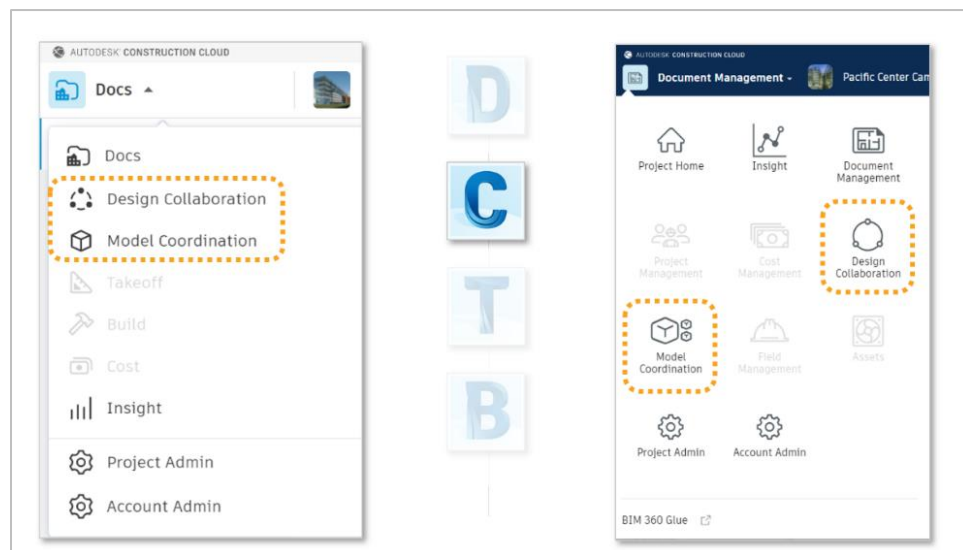 AUTODESK CONSTRUCTION CLOUD
Docs
Docs
Design Collaboration
Model Coordination
Takeoff
Build
Cost
Insight
Project Admin
Account Admin
D
C
T
B
AUTODESK CONSTRUCTION CLOUD
Document Management
Pacific Center Cam
Project Home
Insight
Document
Management
Project
Management
Cost
Management
Design
Collaboration
Model
Coordination
Field
Management
Assets
Project Admin
Account Admin
BIM 360 Glue